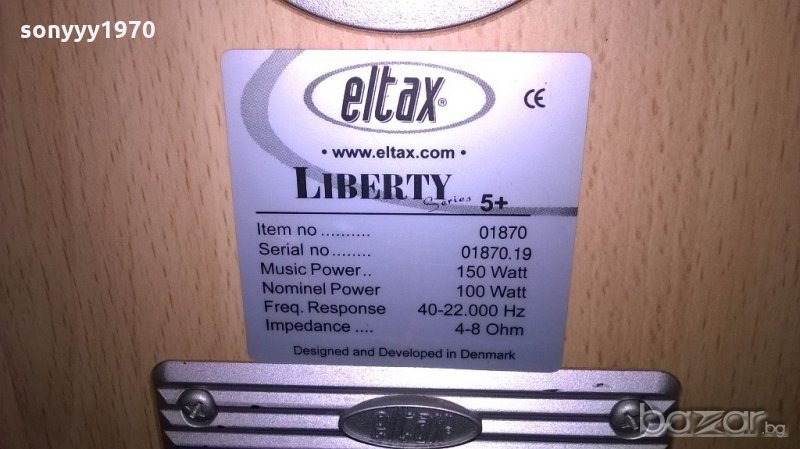 sonyyy1970
eltax®
CE
• www.eltax.com •
LIBERTY
Series 5+
Item no .......... 01870
Serial no ........ 01870.19
Music Power.. 150 Watt
Nominel Power 100 Watt
Freq. Response 40-22.000 Hz
Impedance .... 4-8 Ohm
Designed and Developed in Denmark
bazar.bg